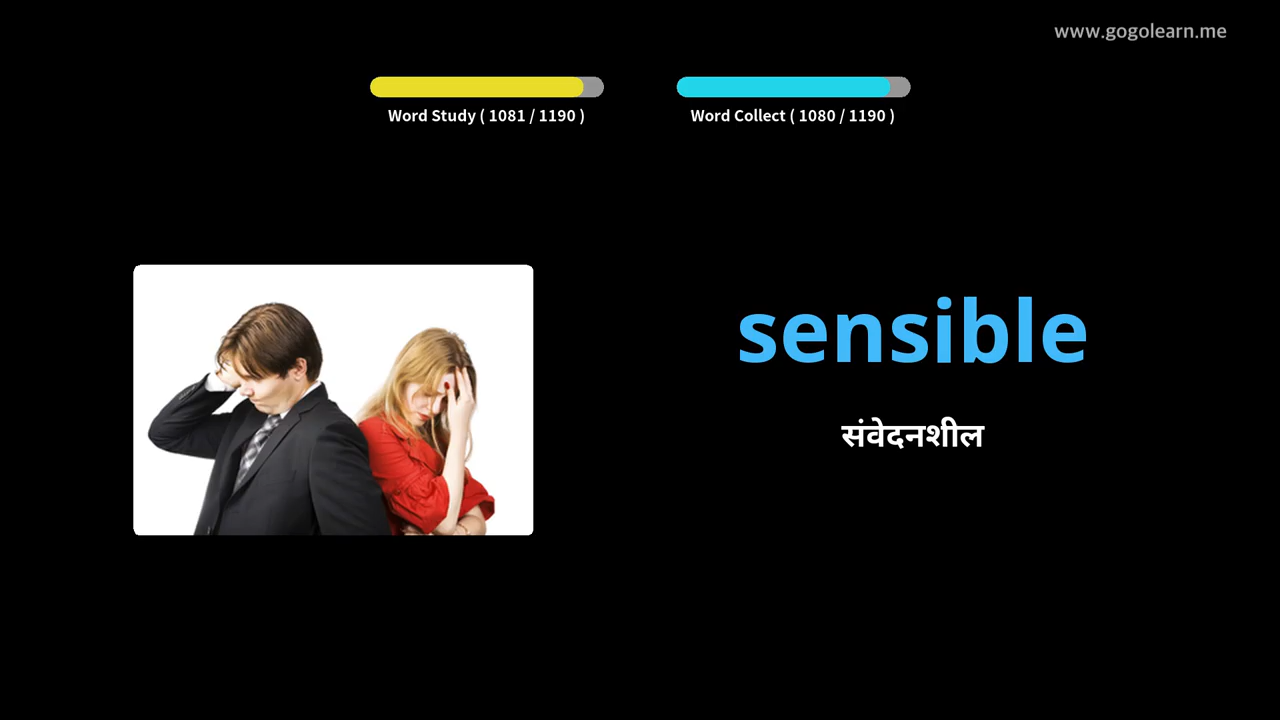 www.gogolearn.me
Word Study ( 1081 / 1190 )
Word Collect ( 1080 / 1190 )
sensible
संवेदनशील